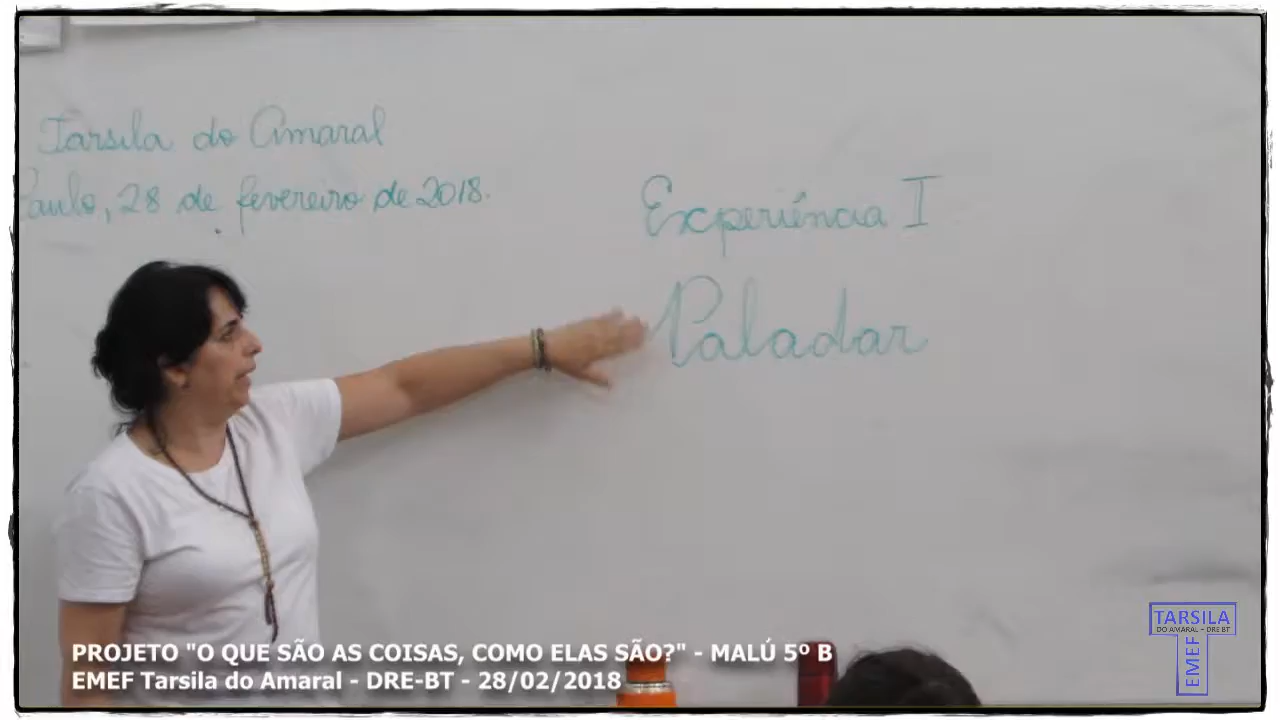 Tarsila do Amaral
Paulo, 28 de fevereiro de 2018.
Experiência I
Paladar
PROJETO "O QUE SÃO AS COISAS, COMO ELAS SÃO?" - MALÚ 5º B
EMEF Tarsila do Amaral - DRE-BT - 28/02/2018
TARSILA
DO AMARAL - DRE BT
EMEF